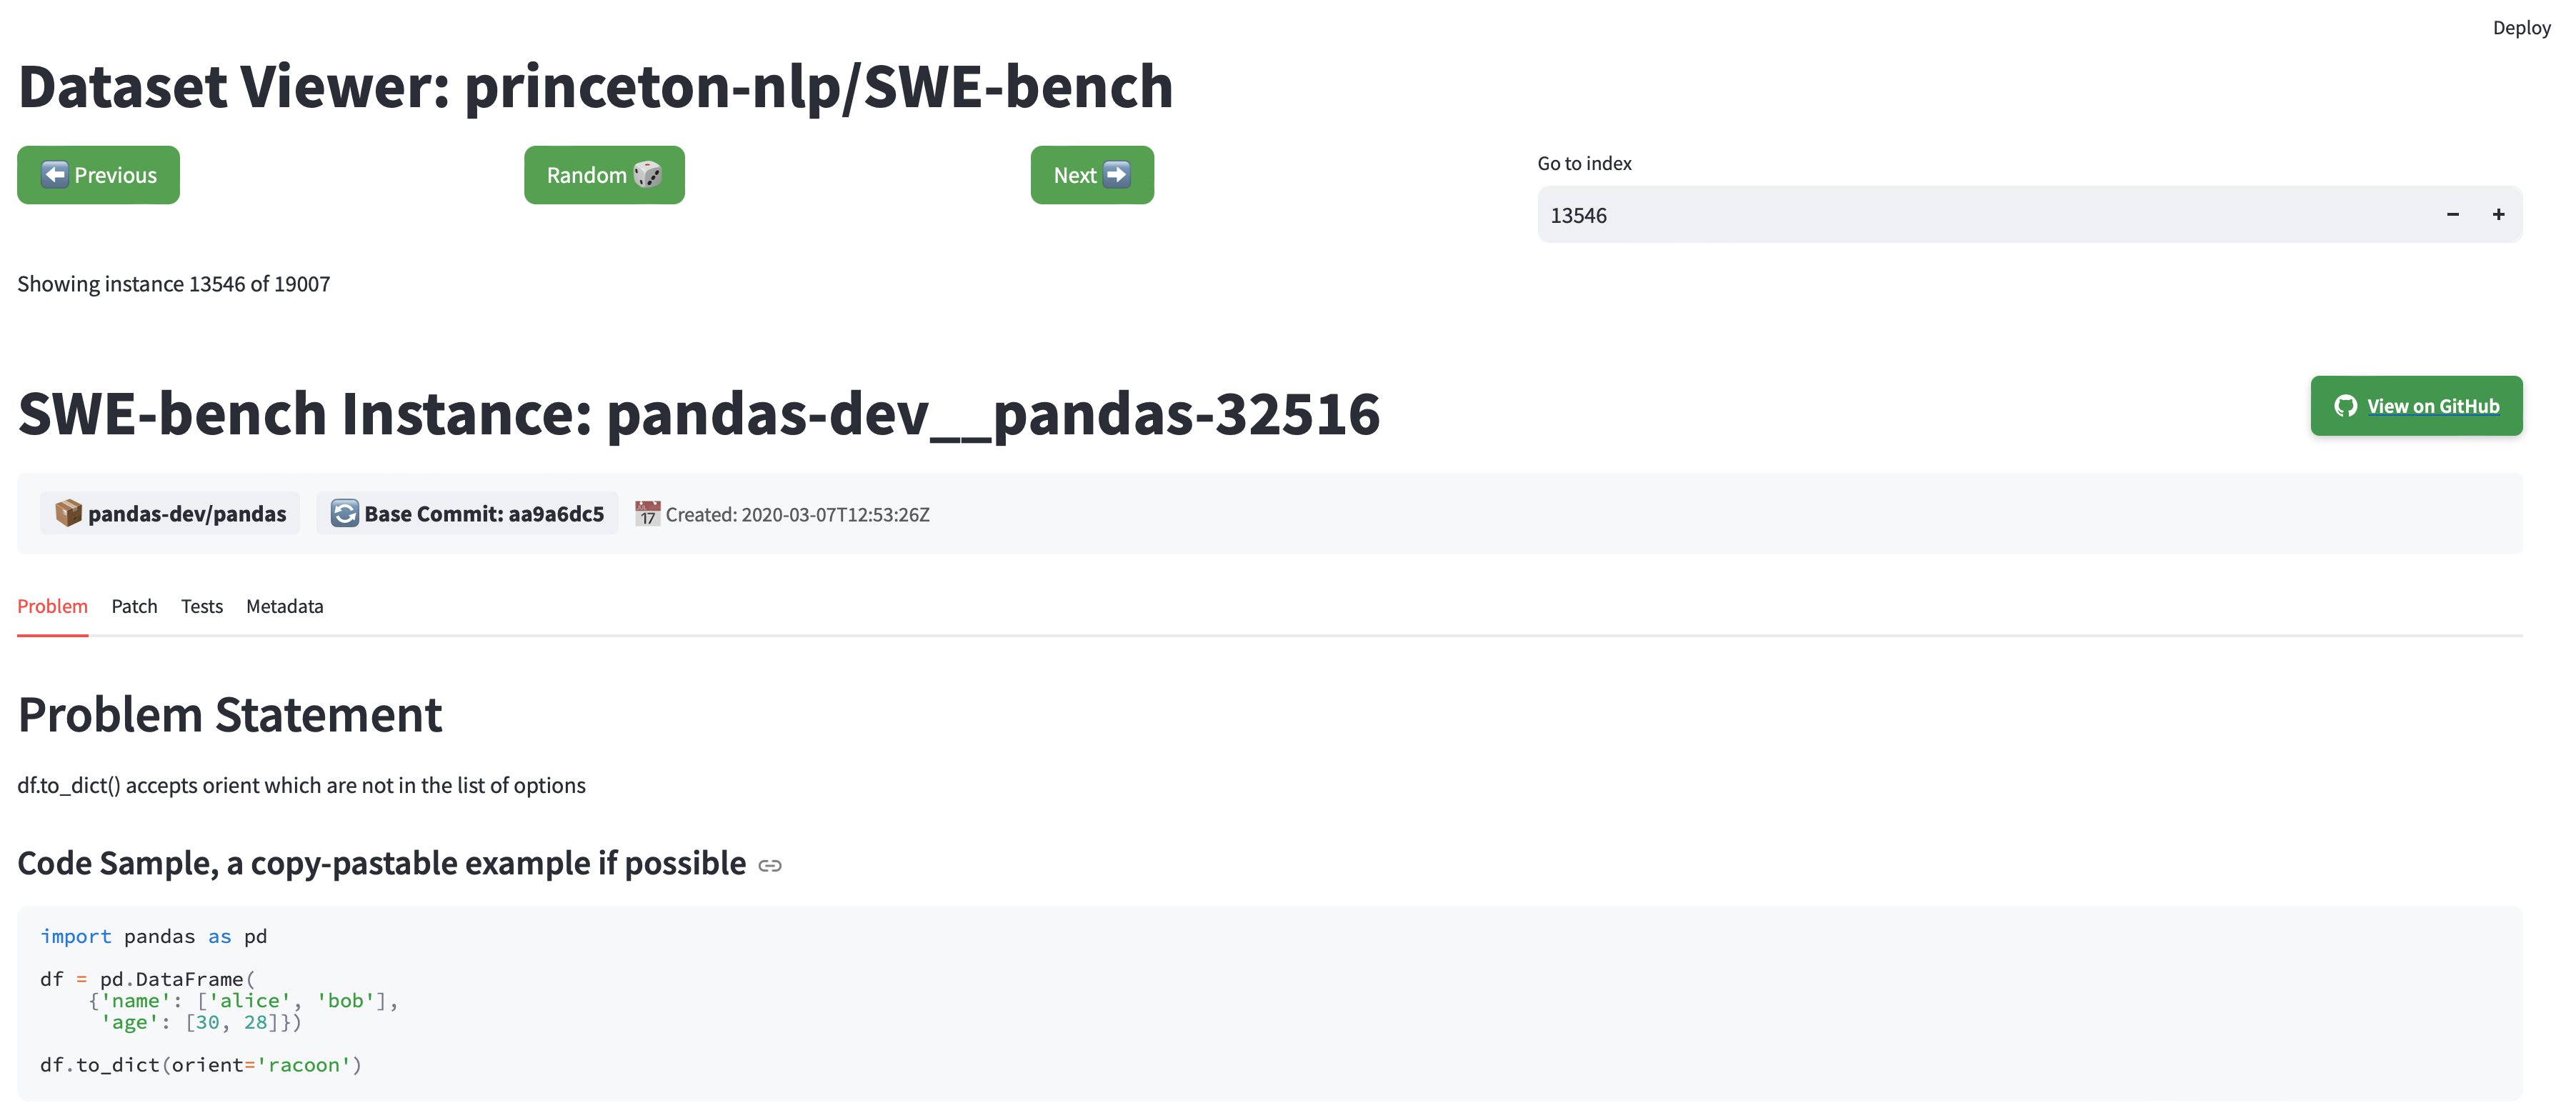 Deploy
Dataset Viewer: princeton-nlp/SWE-bench
⬅️ Previous
Random 🎲
Next ➡️
Go to index
13546
− +
Showing instance 13546 of 19007
SWE-bench Instance: pandas-dev__pandas-32516
View on GitHub
📦 pandas-dev/pandas 🔄 Base Commit: aa9a6dc5 📅 Created: 2020-03-07T12:53:26Z
Problem Patch Tests Metadata
Problem Statement
df.to_dict() accepts orient which are not in the list of options
Code Sample, a copy-pastable example if possible
import pandas as pd
df = pd.DataFrame(
    {'name': ['alice', 'bob'],
     'age': [30, 28]})
df.to_dict(orient='racoon')